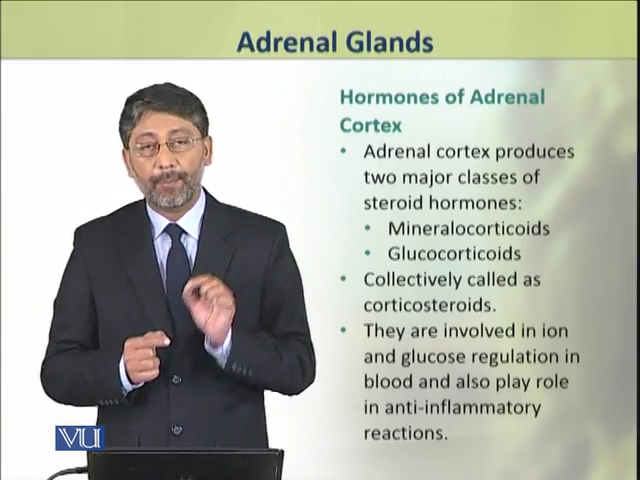 Adrenal Glands
Hormones of Adrenal
Cortex
• Adrenal cortex produces
two major classes of
steroid hormones:
• Mineralocorticoids
• Glucocorticoids
• Collectively called as
corticosteroids.
• They are involved in ion
and glucose regulation in
blood and also play role
in anti-inflammatory
reactions.
VU